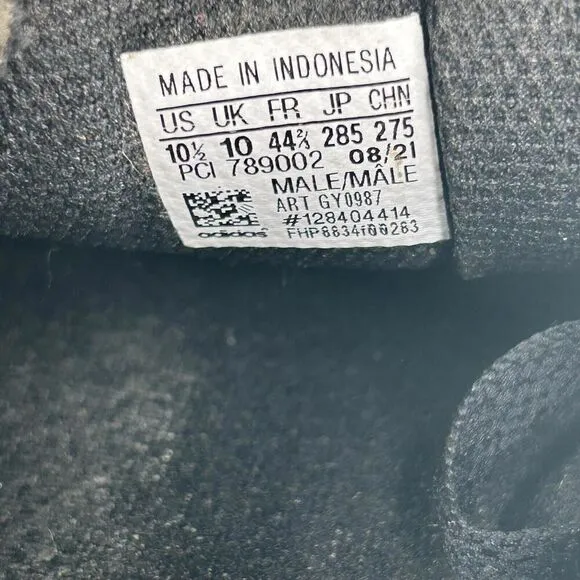 MADE IN INDONESIA
US UK FR JP CHN
10½ 10 44⅔ 285 275
PCI 789002 08/21
MALE/MÂLE
ART GY0987
#128404414
adidas FHP8834f00283